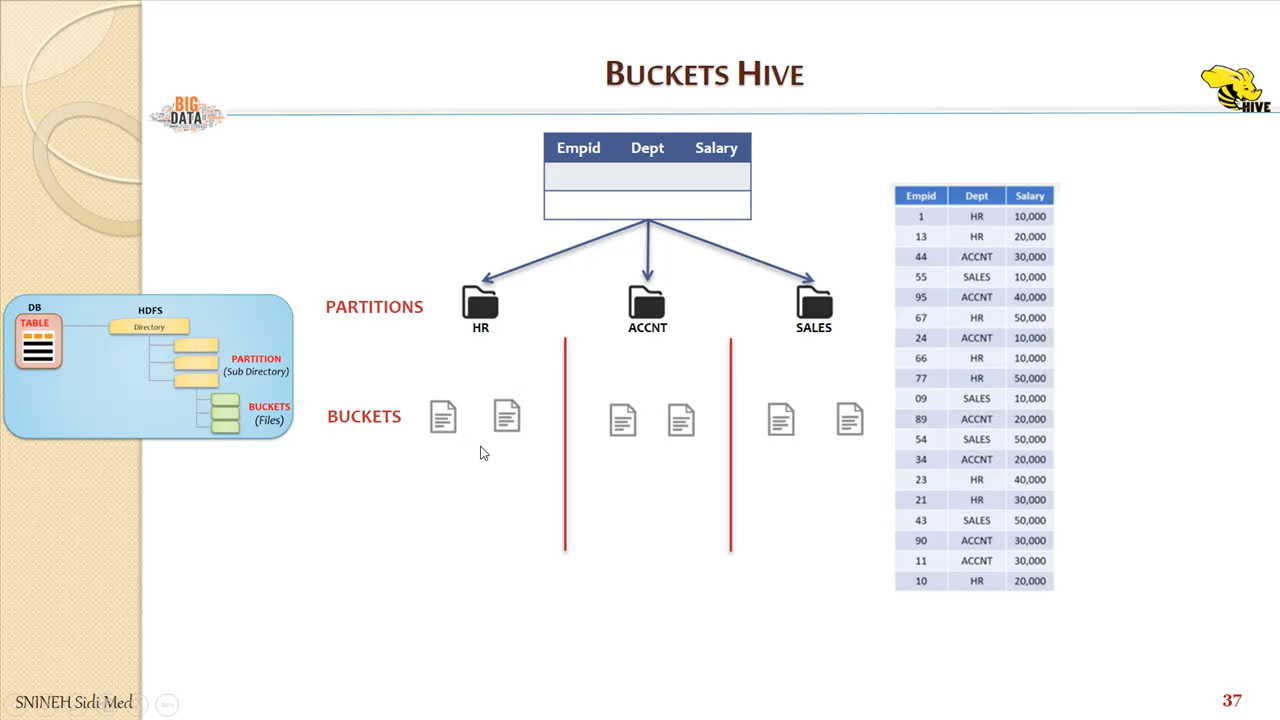 BUCKETS HIVE
BIG
DATA
HIVE
Empid Dept Salary
PARTITIONS
HR
ACCNT
SALES
BUCKETS
DB
TABLE
HDFS
Directory
PARTITION
(Sub Directory)
BUCKETS
(Files)
Empid Dept Salary
1 HR 10,000
13 HR 20,000
44 ACCNT 30,000
55 SALES 10,000
95 ACCNT 40,000
67 HR 50,000
24 ACCNT 10,000
66 HR 10,000
77 HR 50,000
09 SALES 10,000
89 ACCNT 20,000
54 SALES 50,000
34 ACCNT 20,000
23 HR 40,000
21 HR 30,000
43 SALES 50,000
90 ACCNT 30,000
11 ACCNT 30,000
10 HR 20,000
SNINEH Sidi Med
37